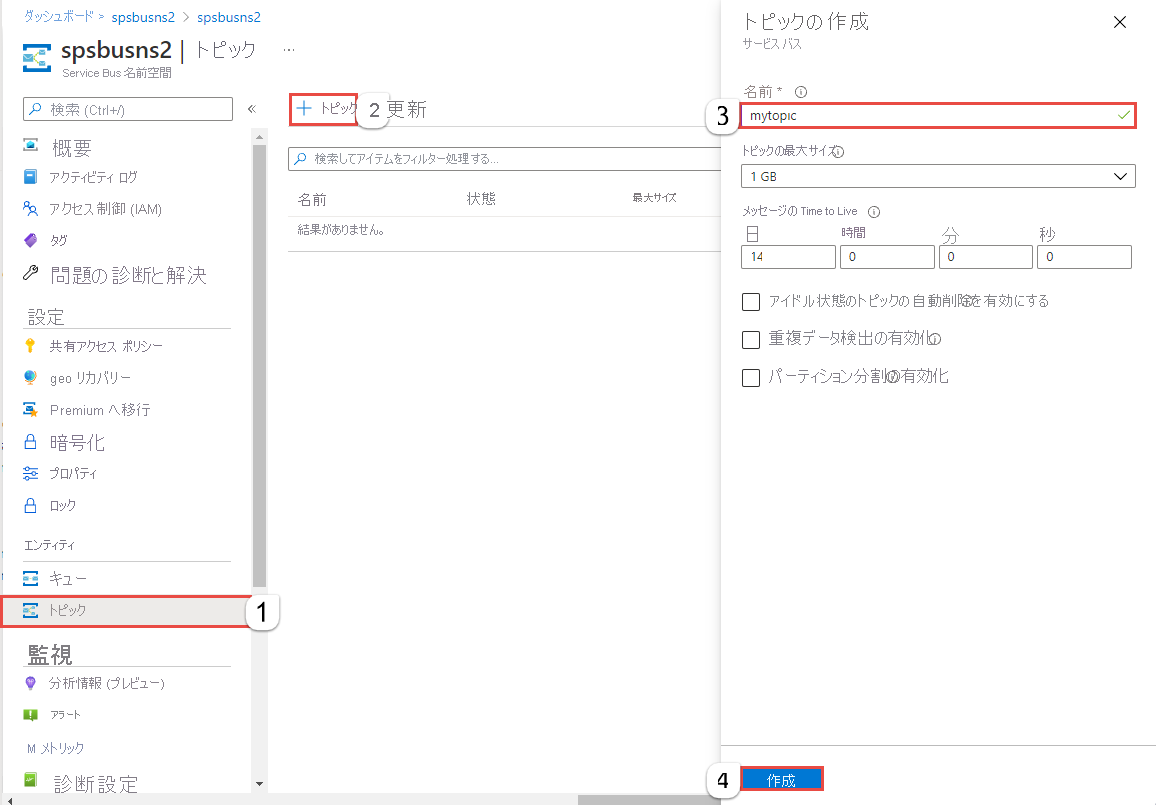 ダッシュボード > spsbusns2 > spsbusns2
spsbusns2 | トピック ...
Service Bus 名前空間
検索 (Ctrl+/)
«
概要
アクティビティ ログ
アクセス制御 (IAM)
タグ
問題の診断と解決
設定
共有アクセス ポリシー
geo リカバリー
Premium へ移行
暗号化
プロパティ
ロック
エンティティ
キュー
トピック
1
監視
分析情報 (プレビュー)
アラート
M メトリック
診断設定
+ トピック 2 更新
検索してアイテムをフィルター処理する...
名前 状態 最大サイズ
結果がありません。
トピックの作成
サービス バス
名前 *
3 mytopic
トピックの最大サイズ
1 GB
メッセージの Time to Live
日 時間 分 秒
14 0 0 0
アイドル状態のトピックの自動削除を有効にする
重複データ検出の有効化
パーティション分割の有効化
4 作成